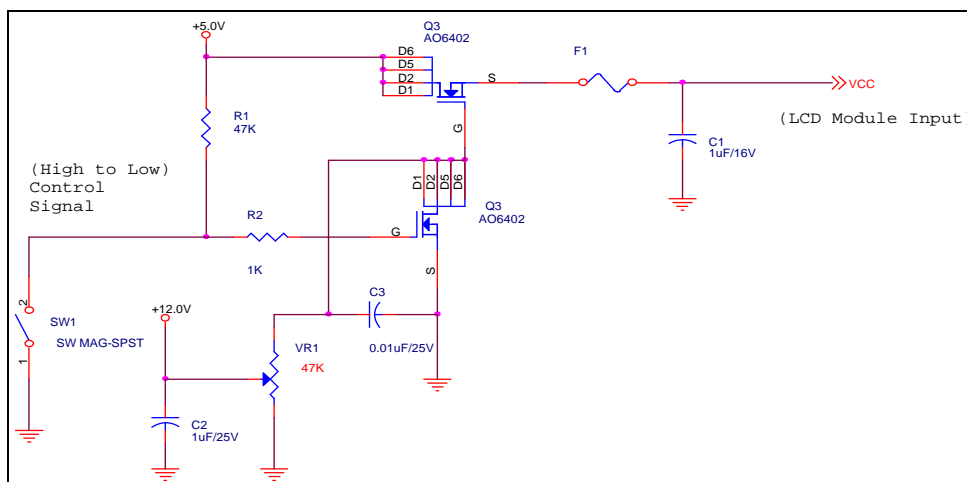 +5.0V
Q3
AO6402
D6
D5
D2
D1
S
G
F1
VCC
(LCD Module Input)
R1
47K
C1
1uF/16V
(High to Low)
Control
Signal
D1
D2
D5
D6
Q3
AO6402
R2
1K
G
S
2
SW1
SW MAG-SPST
1
+12.0V
C3
0.01uF/25V
VR1
47K
C2
1uF/25V